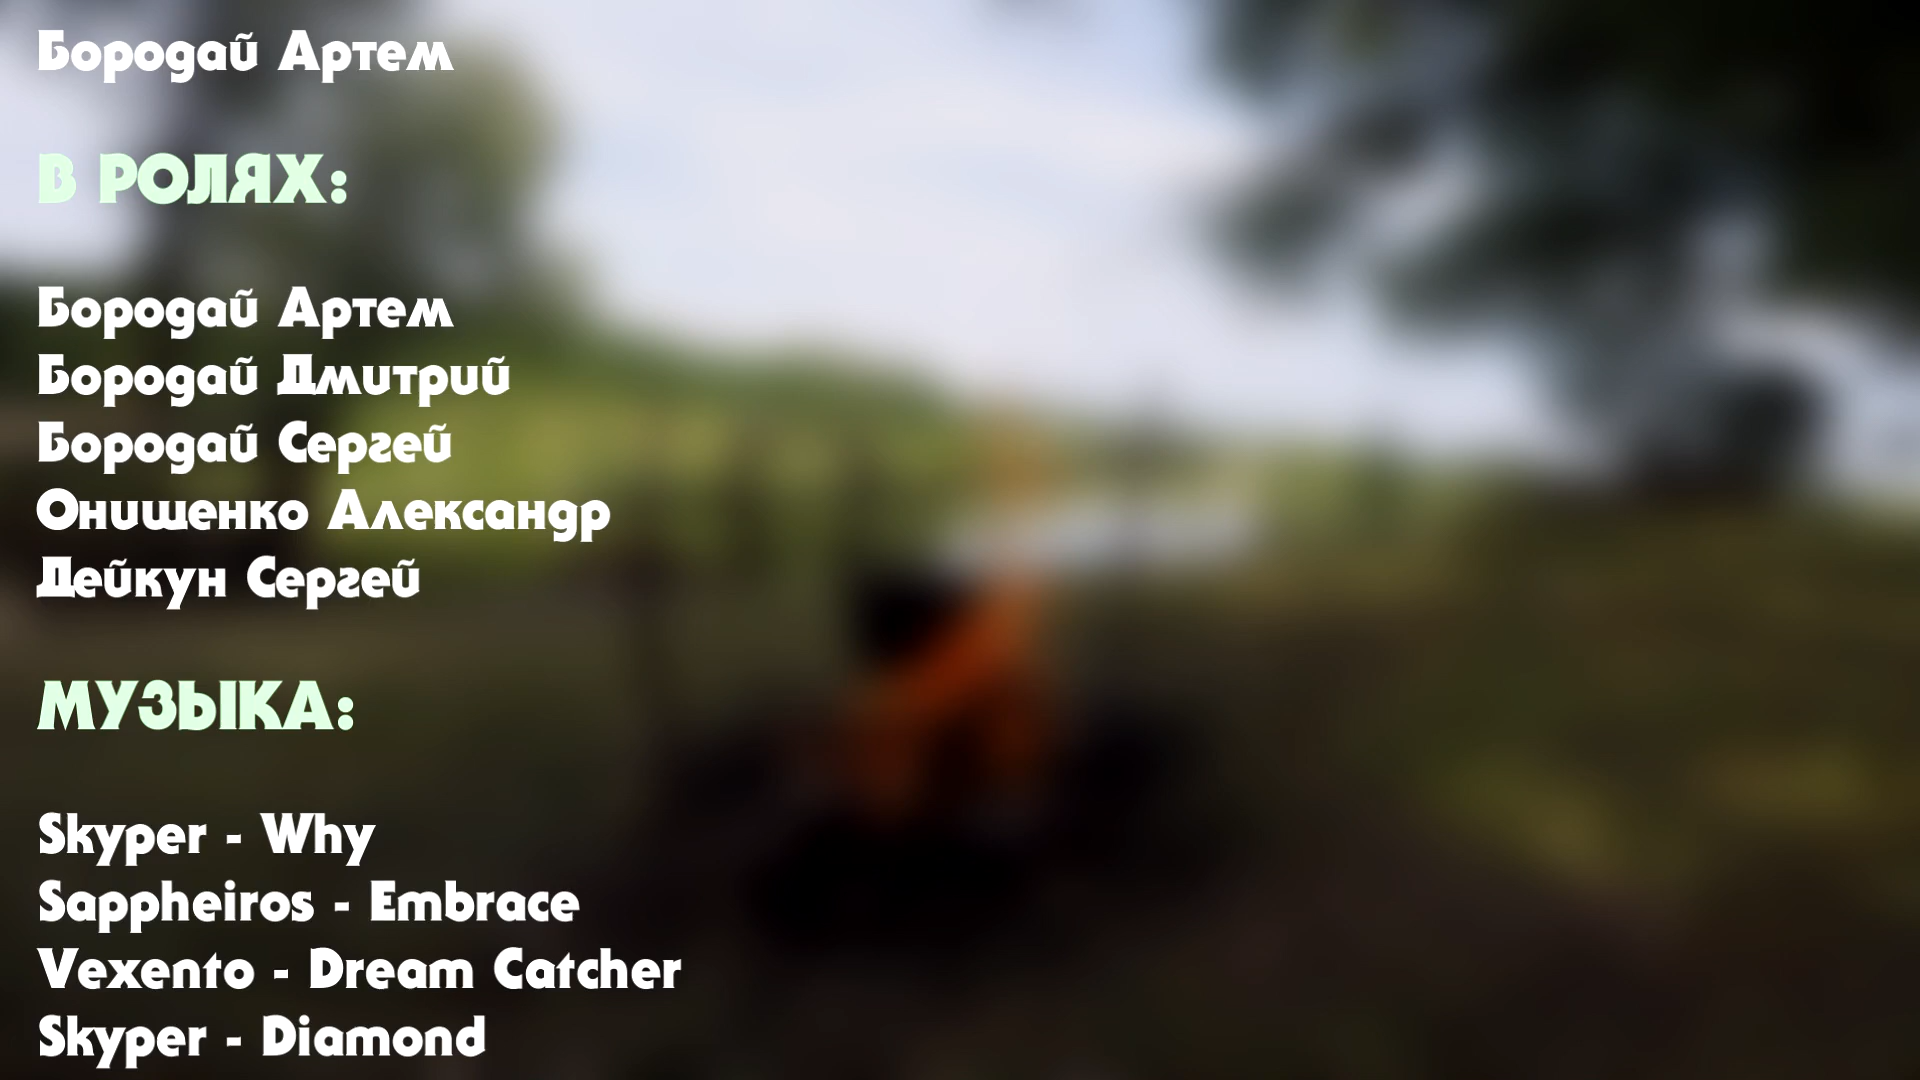 Бородай Артем
В РОЛЯХ:
Бородай Артем
Бородай Дмитрий
Бородай Сергей
Онищенко Александр
Дейкун Сергей
МУЗЫКА:
Skyper - Why
Sappheiros - Embrace
Vexento - Dream Catcher
Skyper - Diamond